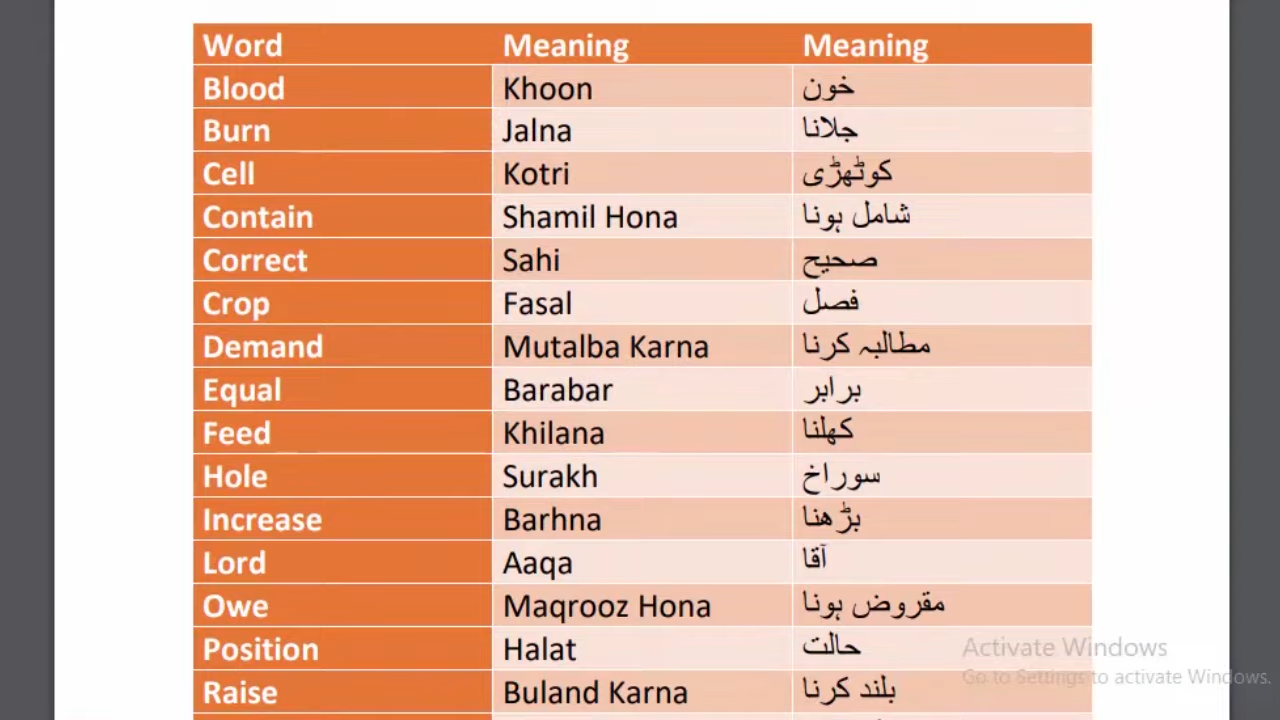 Word Meaning Meaning
Blood Khoon خون
Burn Jalna جلانا
Cell Kotri کوٹھڑی
Contain Shamil Hona شامل ہونا
Correct Sahi صحیح
Crop Fasal فصل
Demand Mutalba Karna مطالبہ کرنا
Equal Barabar برابر
Feed Khilana کھلنا
Hole Surakh سوراخ
Increase Barhna بڑھنا
Lord Aaqa آقا
Owe Maqrooz Hona مقروض ہونا
Position Halat حالت
Raise Buland Karna بلند کرنا
Activate Windows
Go to Settings to activate Windows.